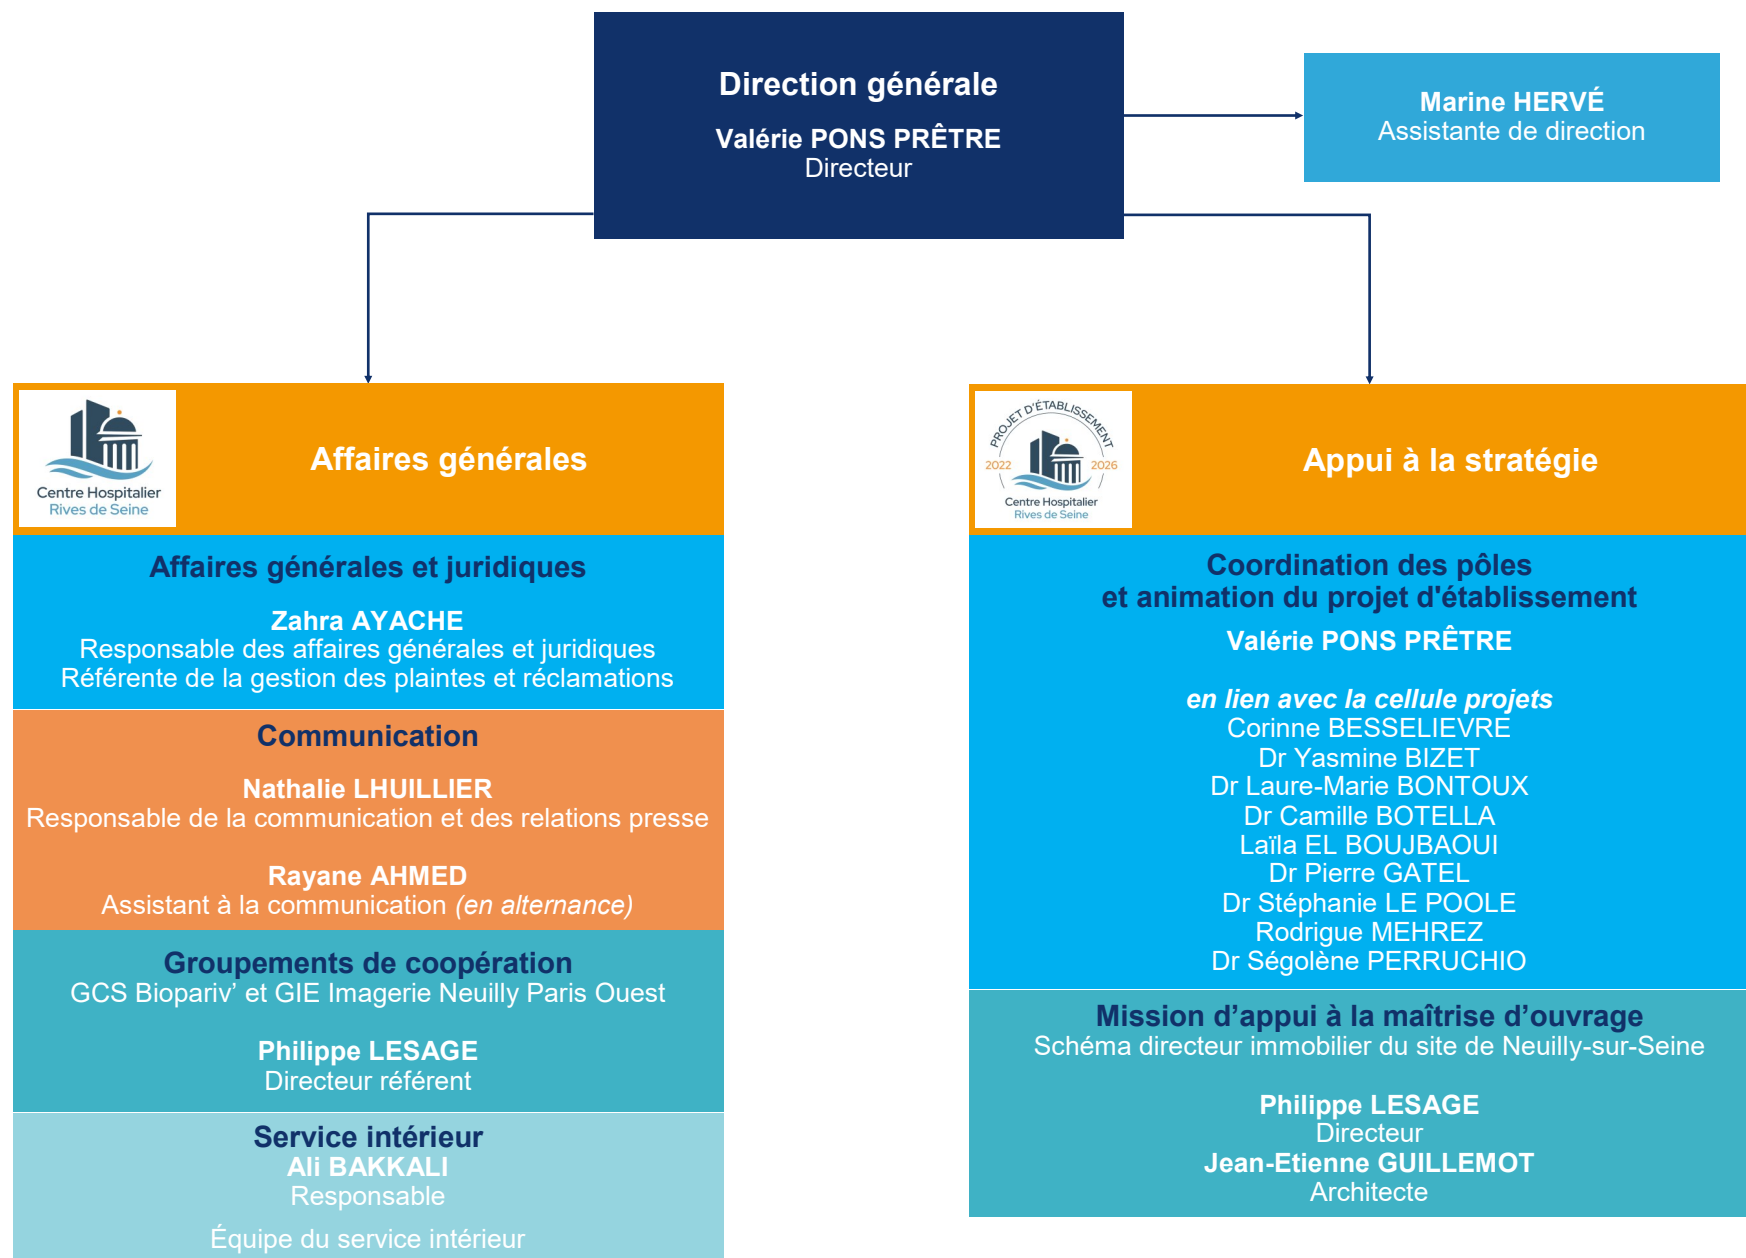 Direction générale
Valérie PONS PRÊTRE
Directeur
Marine HERVÉ
Assistante de direction
Centre Hospitalier
Rives de Seine
Affaires générales
Affaires générales et juridiques
Zahra AYACHE
Responsable des affaires générales et juridiques
Référente de la gestion des plaintes et réclamations
Communication
Nathalie LHUILLIER
Responsable de la communication et des relations presse
Rayane AHMED
Assistant à la communication (en alternance)
Groupements de coopération
GCS Biopariv’ et GIE Imagerie Neuilly Paris Ouest
Philippe LESAGE
Directeur référent
Service intérieur
Ali BAKKALI
Responsable
Équipe du service intérieur
PROJET D'ÉTABLISSEMENT
2022 2026
Centre Hospitalier
Rives de Seine
Appui à la stratégie
Coordination des pôles
et animation du projet d'établissement
Valérie PONS PRÊTRE
en lien avec la cellule projets
Corinne BESSELIEVRE
Dr Yasmine BIZET
Dr Laure-Marie BONTOUX
Dr Camille BOTELLA
Laïla EL BOUJBAOUI
Dr Pierre GATEL
Dr Stéphanie LE POOLE
Rodrigue MEHREZ
Dr Ségolène PERRUCHIO
Mission d’appui à la maîtrise d’ouvrage
Schéma directeur immobilier du site de Neuilly-sur-Seine
Philippe LESAGE
Directeur
Jean-Etienne GUILLEMOT
Architecte